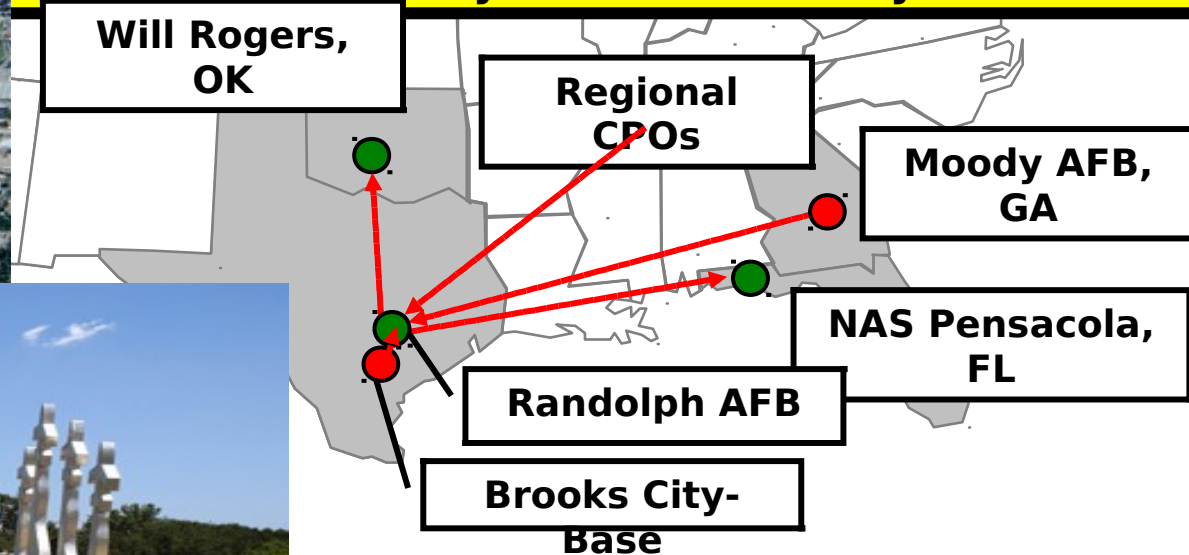 Will Rogers,
OK
Regional
CPOs
Moody AFB,
GA
NAS Pensacola,
FL
Randolph AFB
Brooks City-
Base